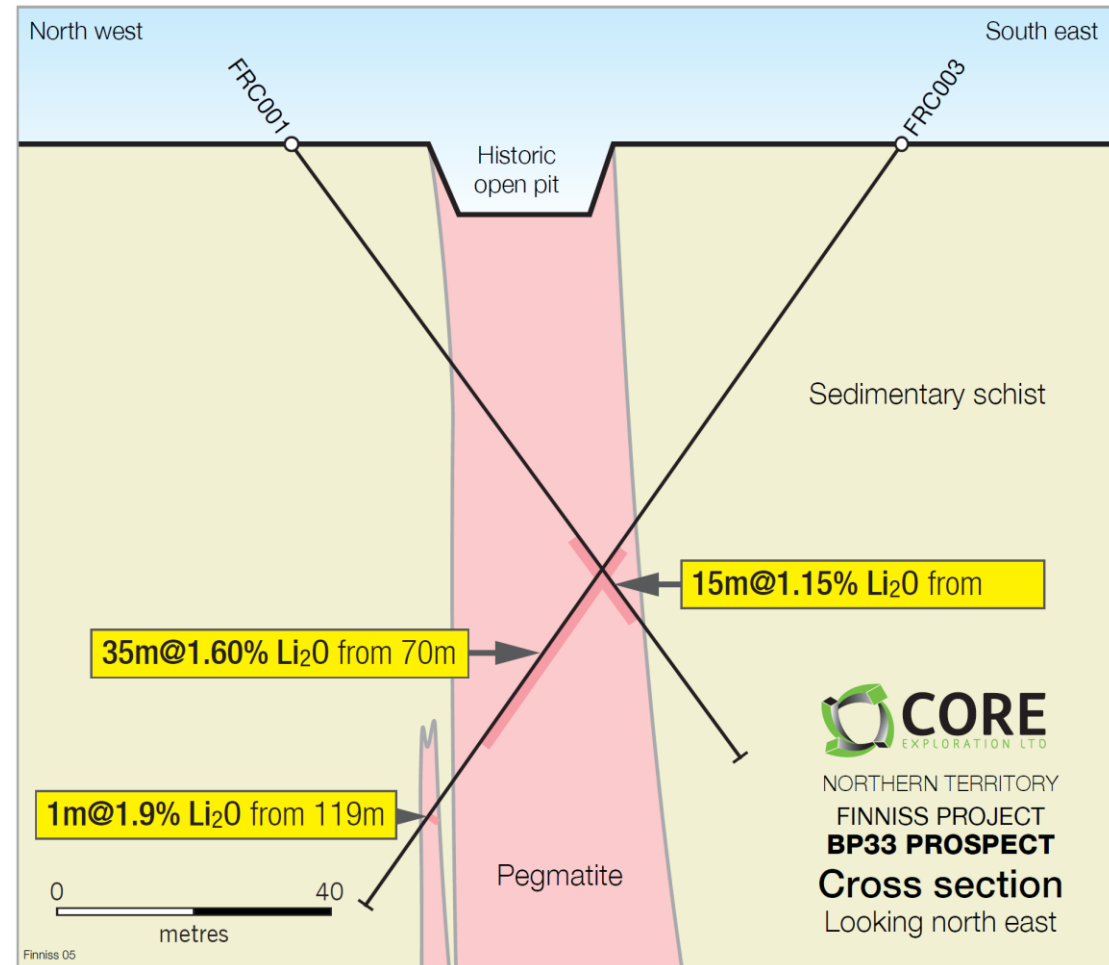 North west
South east
FRC001
FRC003
Historic
open pit
Sedimentary schist
15m@1.15% Li₂O from
35m@1.60% Li₂O from 70m
1m@1.9% Li₂O from 119m
Pegmatite
0 40
metres
Finniss 05
CORE
EXPLORATION LTD
NORTHERN TERRITORY
FINNISS PROJECT
BP33 PROSPECT
Cross section
Looking north east